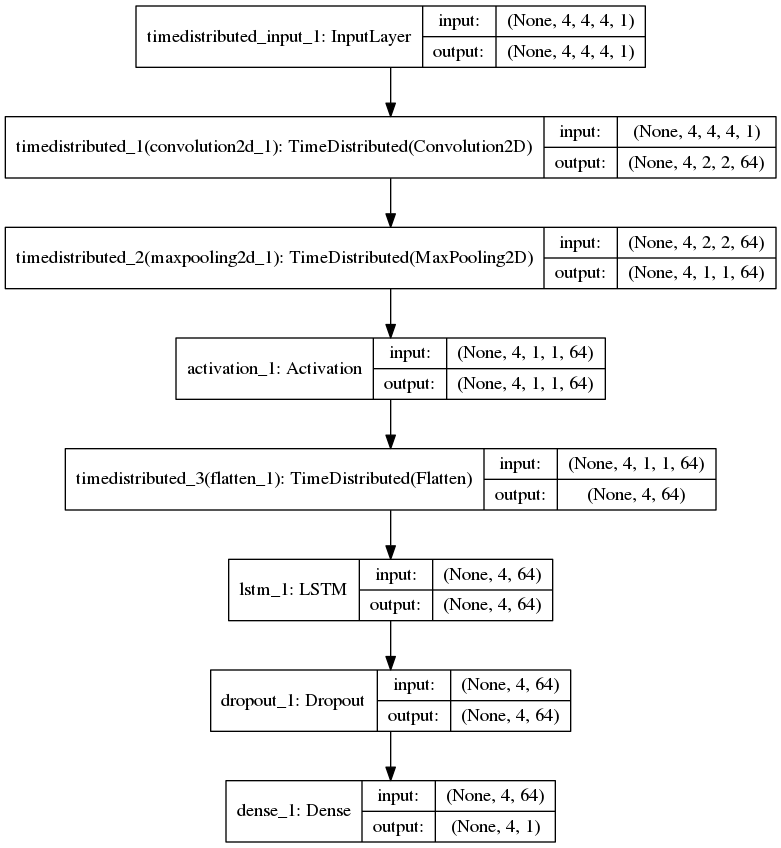 timedistributed_input_1: InputLayer
input:
(None, 4, 4, 4, 1)
output:
(None, 4, 4, 4, 1)
timedistributed_1(convolution2d_1): TimeDistributed(Convolution2D)
input:
(None, 4, 4, 4, 1)
output:
(None, 4, 2, 2, 64)
timedistributed_2(maxpooling2d_1): TimeDistributed(MaxPooling2D)
input:
(None, 4, 2, 2, 64)
output:
(None, 4, 1, 1, 64)
activation_1: Activation
input:
(None, 4, 1, 1, 64)
output:
(None, 4, 1, 1, 64)
timedistributed_3(flatten_1): TimeDistributed(Flatten)
input:
(None, 4, 1, 1, 64)
output:
(None, 4, 64)
lstm_1: LSTM
input:
(None, 4, 64)
output:
(None, 4, 64)
dropout_1: Dropout
input:
(None, 4, 64)
output:
(None, 4, 64)
dense_1: Dense
input:
(None, 4, 64)
output:
(None, 4, 1)